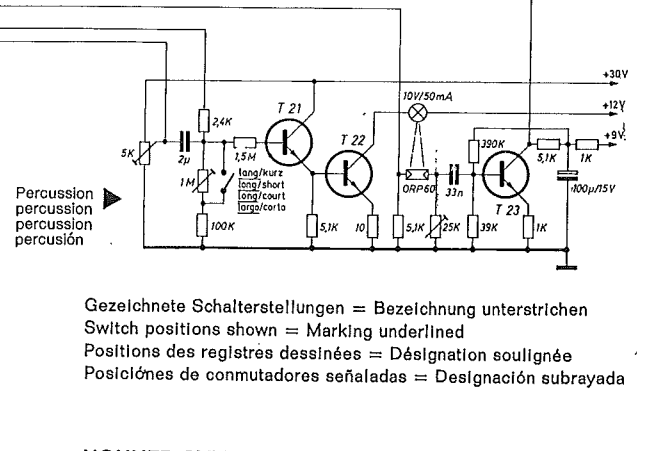 +30V
10V/50mA
+12V
T 21
2,4K
T 22
390K
+9V
5K
2µ
1,5M
5,1K
1K
1M
lang/kurz
long/short
long/court
largo/corto
ORP60
33n
+100µ/15V
T 23
Percussion
percussion
percussion
percusión
100K
5,1K
10
5,1K
25K
39K
1K
Gezeichnete Schalterstellungen = Bezeichnung unterstrichen
Switch positions shown = Marking underlined
Positions des registres dessinées = Désignation soulignée
Posiciónes de conmutadores señaladas = Designación subrayada